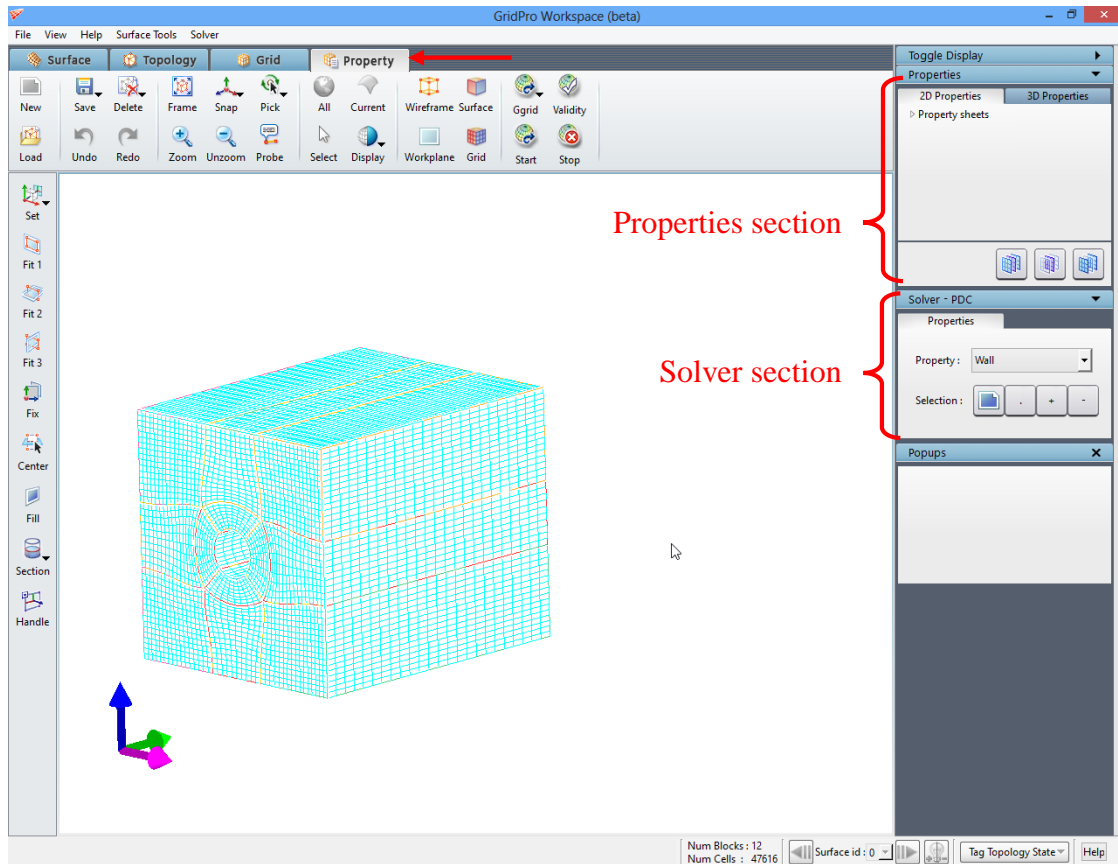 GridPro Workspace (beta)
File View Help Surface Tools Solver
Surface Topology Grid Property
New Save Delete Frame Snap Pick All Current Wireframe Surface Ggrid Validity
Load Undo Redo Zoom Unzoom Probe Select Display Workplane Grid Start Stop
Set
Fit 1
Fit 2
Fit 3
Fix
Center
Fill
Section
Handle
Properties section
Solver section
Toggle Display
Properties
2D Properties 3D Properties
Property sheets
Solver - PDC
Properties
Property : Wall
Selection : . + -
Popups
Num Blocks : 12
Num Cells : 47616
Surface id : 0
Tag Topology State
Help